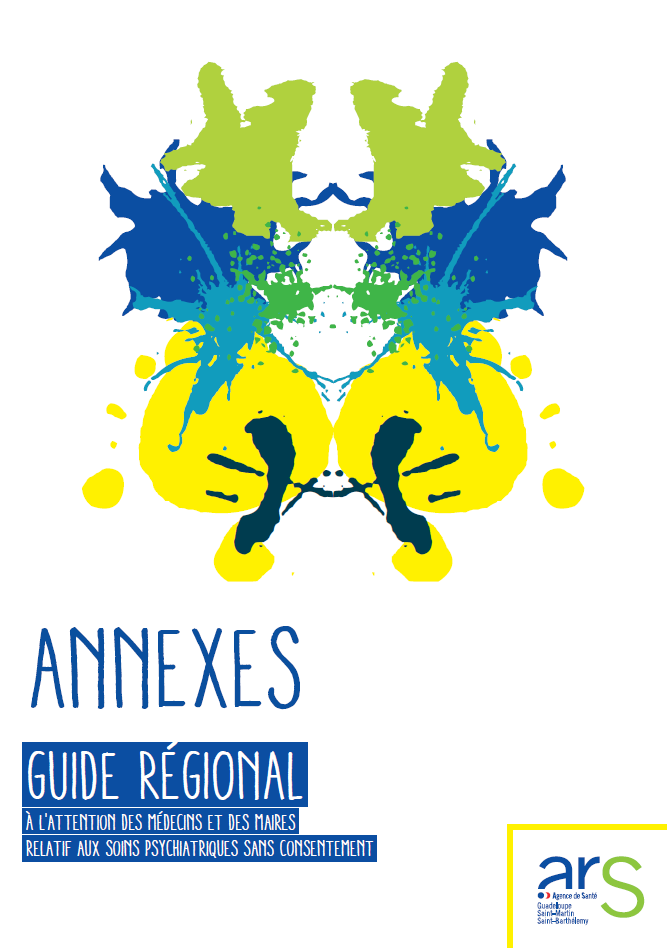 ANNEXES
GUIDE RÉGIONAL
À L'ATTENTION DES MÉDECINS ET DES MAIRES
RELATIF AUX SOINS PSYCHIATRIQUES SANS CONSENTEMENT
ars
Agence de Santé
Guadeloupe
Saint-Martin
Saint-Barthélemy